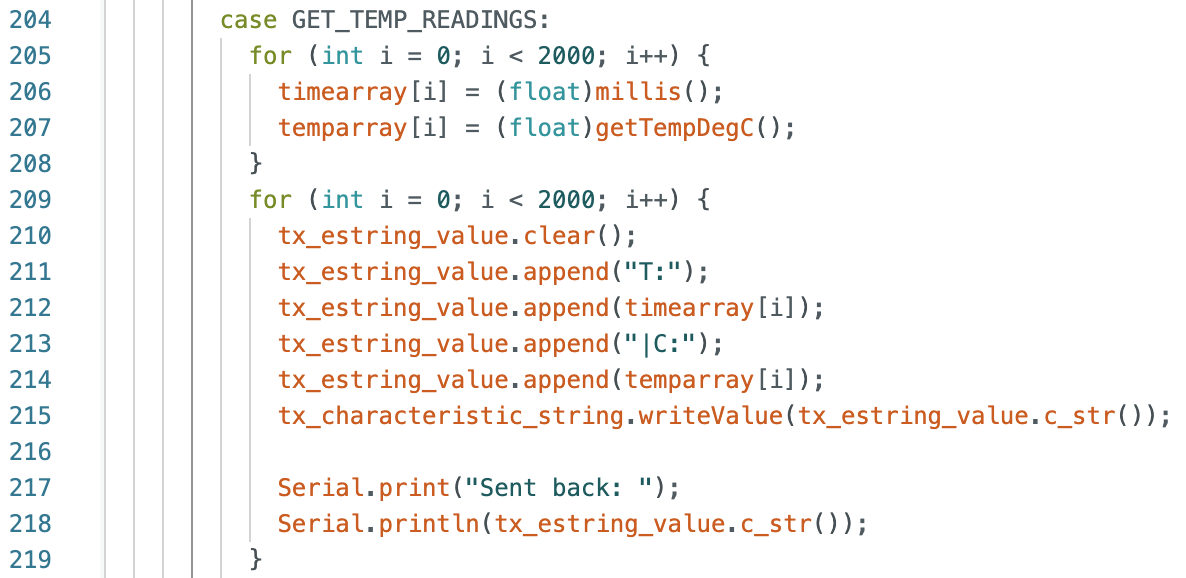 204 case GET_TEMP_READINGS:
205 for (int i = 0; i < 2000; i++) {
206 timearray[i] = (float)millis();
207 temparray[i] = (float)getTempDegC();
208 }
209 for (int i = 0; i < 2000; i++) {
210 tx_estring_value.clear();
211 tx_estring_value.append("T:");
212 tx_estring_value.append(timearray[i]);
213 tx_estring_value.append("|C:");
214 tx_estring_value.append(temparray[i]);
215 tx_characteristic_string.writeValue(tx_estring_value.c_str());
216
217 Serial.print("Sent back: ");
218 Serial.println(tx_estring_value.c_str());
219 }